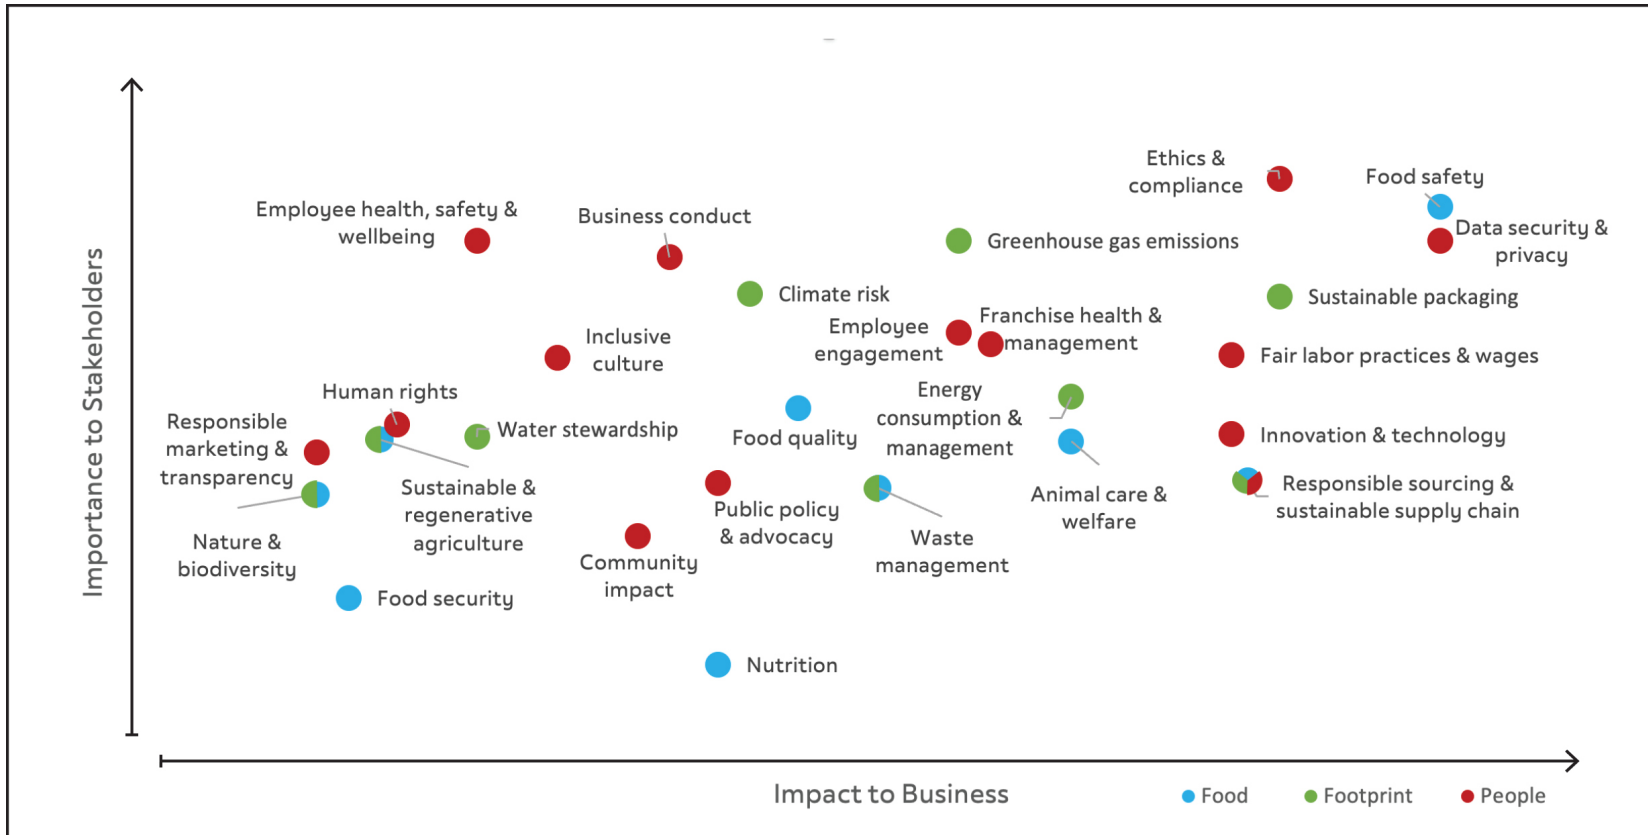 Ethics &
compliance
Food safety
Employee health, safety &
wellbeing
Business conduct
Data security &
privacy
Greenhouse gas emissions
Climate risk
Sustainable packaging
Franchise health &
management
Employee
engagement
Inclusive
culture
Fair labor practices & wages
Human rights
Energy
consumption &
management
Responsible
marketing &
transparency
Water stewardship
Food quality
Innovation & technology
Sustainable &
regenerative
agriculture
Animal care &
welfare
Responsible sourcing &
sustainable supply chain
Public policy
& advocacy
Nature &
biodiversity
Waste
management
Community
impact
Food security
Nutrition
Importance to Stakeholders
Impact to Business
Food
Footprint
People